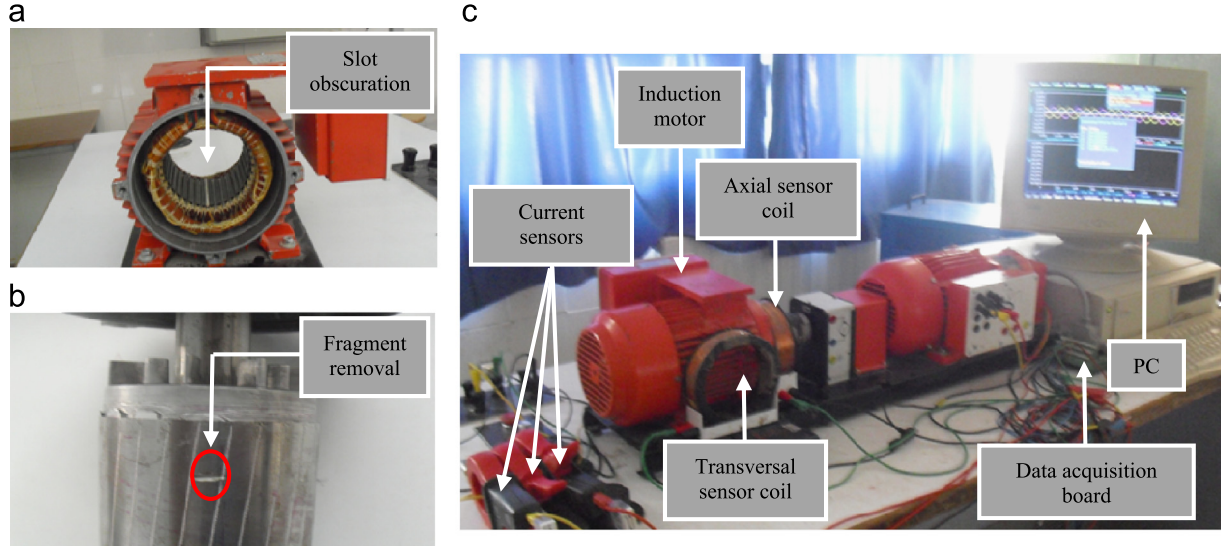 a
Slot
obscuration
b
Fragment
removal
c
Induction
motor
Axial sensor
coil
Current
sensors
PC
Transversal
sensor coil
Data acquisition
board